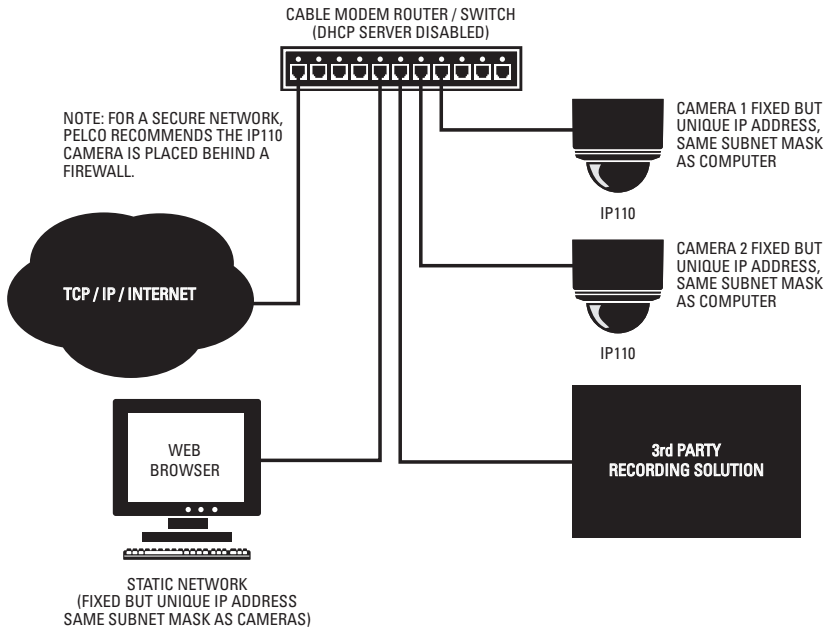 CABLE MODEM ROUTER / SWITCH
(DHCP SERVER DISABLED)
NOTE: FOR A SECURE NETWORK,
PELCO RECOMMENDS THE IP110
CAMERA IS PLACED BEHIND A
FIREWALL.
CAMERA 1 FIXED BUT
UNIQUE IP ADDRESS,
SAME SUBNET MASK
AS COMPUTER
IP110
TCP / IP / INTERNET
CAMERA 2 FIXED BUT
UNIQUE IP ADDRESS,
SAME SUBNET MASK
AS COMPUTER
IP110
WEB
BROWSER
3rd PARTY
RECORDING SOLUTION
STATIC NETWORK
(FIXED BUT UNIQUE IP ADDRESS
SAME SUBNET MASK AS CAMERAS)